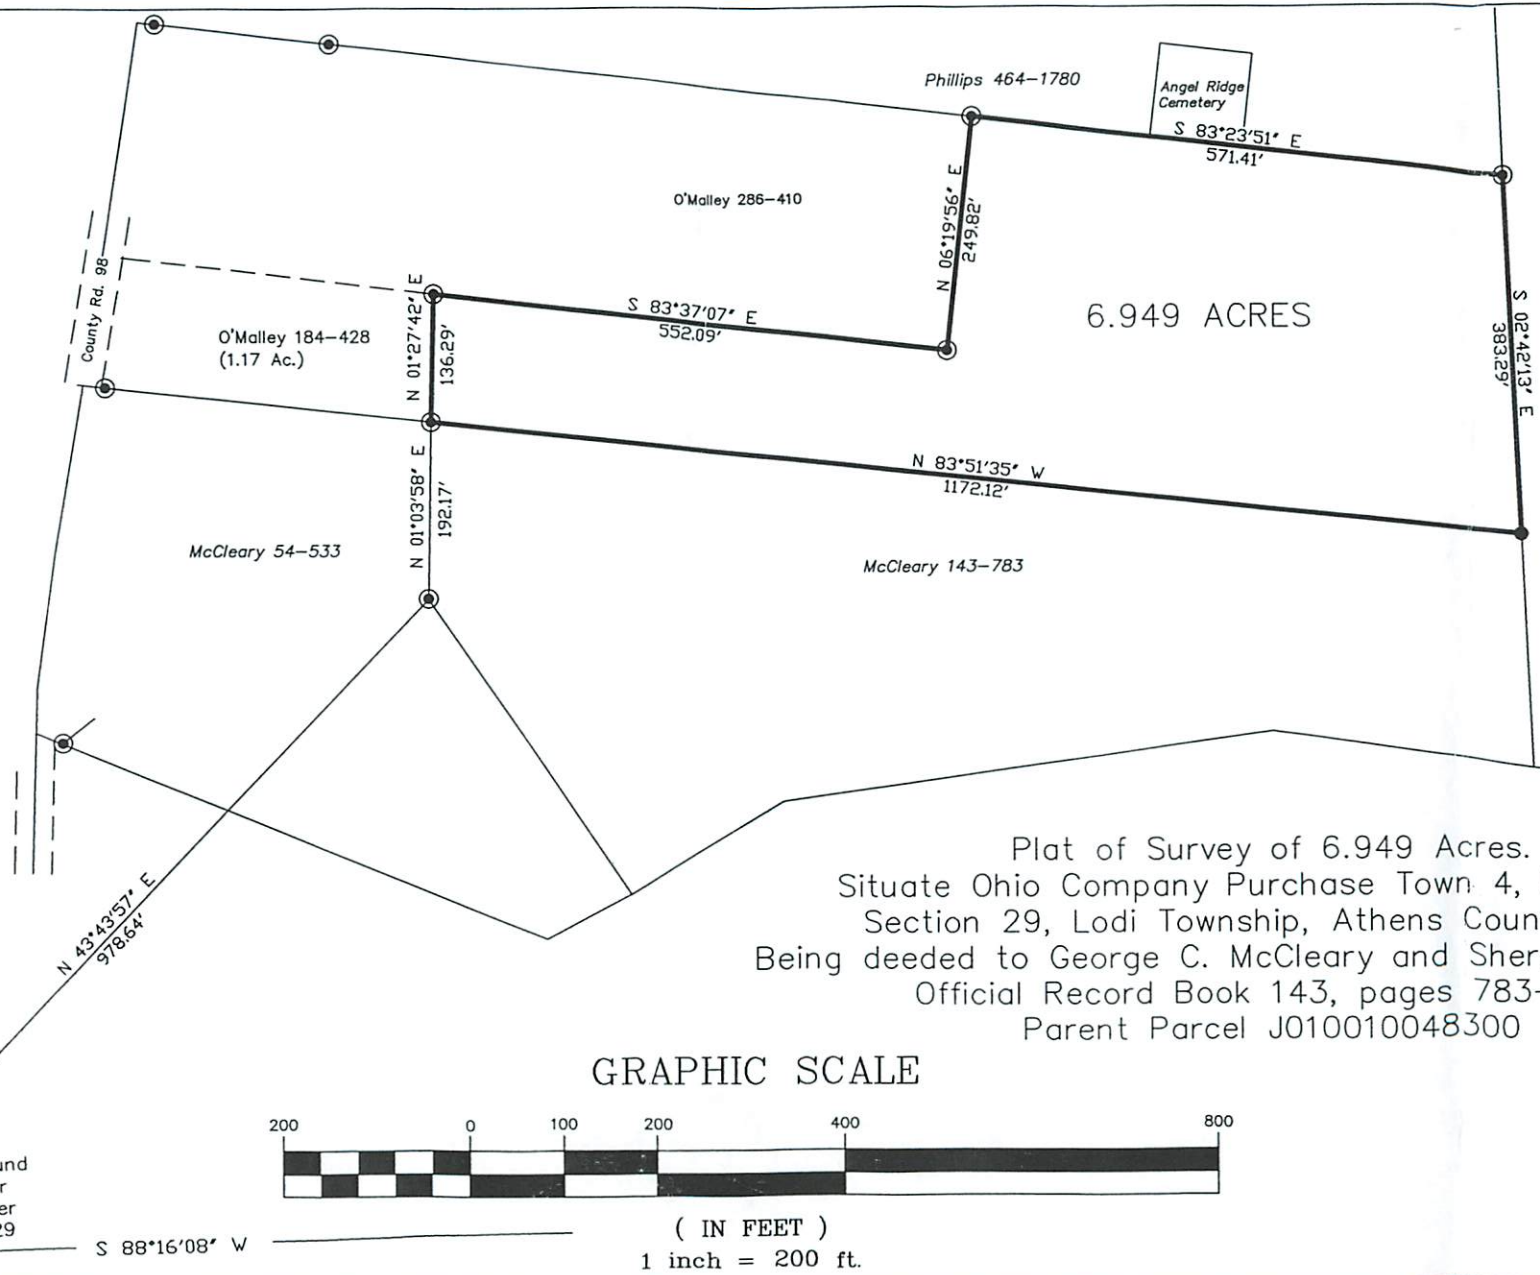 Phillips 464-1780
Angel Ridge
Cemetery
S 83°23'51" E
571.41'
O'Malley 286-410
N 06°19'56" E
249.82'
County Rd. 98
N 01°27'42" E
136.29'
S 83°37'07" E
552.09'
6.949 ACRES
S 02°42'13" E
383.29'
O'Malley 184-428
(1.17 Ac.)
N 83°51'35" W
1172.12'
N 01°03'58" E
192.17'
McCleary 54-533
McCleary 143-783
N 43°43'57" E
978.64'
Plat of Survey of 6.949 Acres.
Situate Ohio Company Purchase Town 4,
Section 29, Lodi Township, Athens Coun
Being deeded to George C. McCleary and Sher
Official Record Book 143, pages 783-
Parent Parcel J010010048300
GRAPHIC SCALE
200 0 100 200 400 800
( IN FEET )
1 inch = 200 ft.
und
r
er
29
S 88°16'08" W